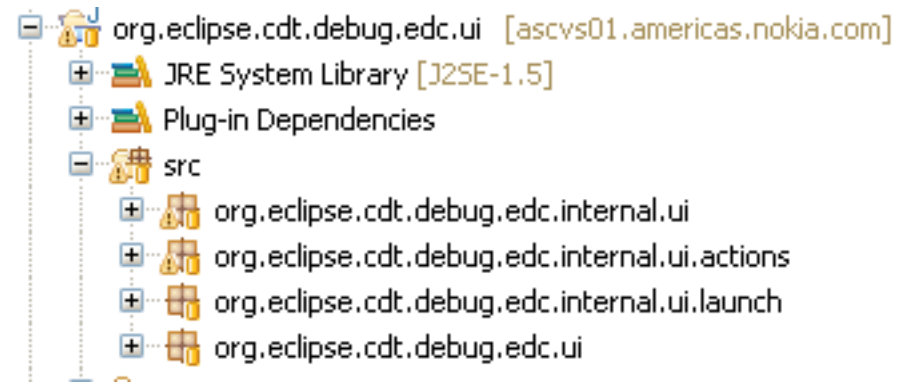 org.eclipse.cdt.debug.edc.ui [ascvs01.americas.nokia.com]
JRE System Library [J2SE-1.5]
Plug-in Dependencies
src
org.eclipse.cdt.debug.edc.internal.ui
org.eclipse.cdt.debug.edc.internal.ui.actions
org.eclipse.cdt.debug.edc.internal.ui.launch
org.eclipse.cdt.debug.edc.ui